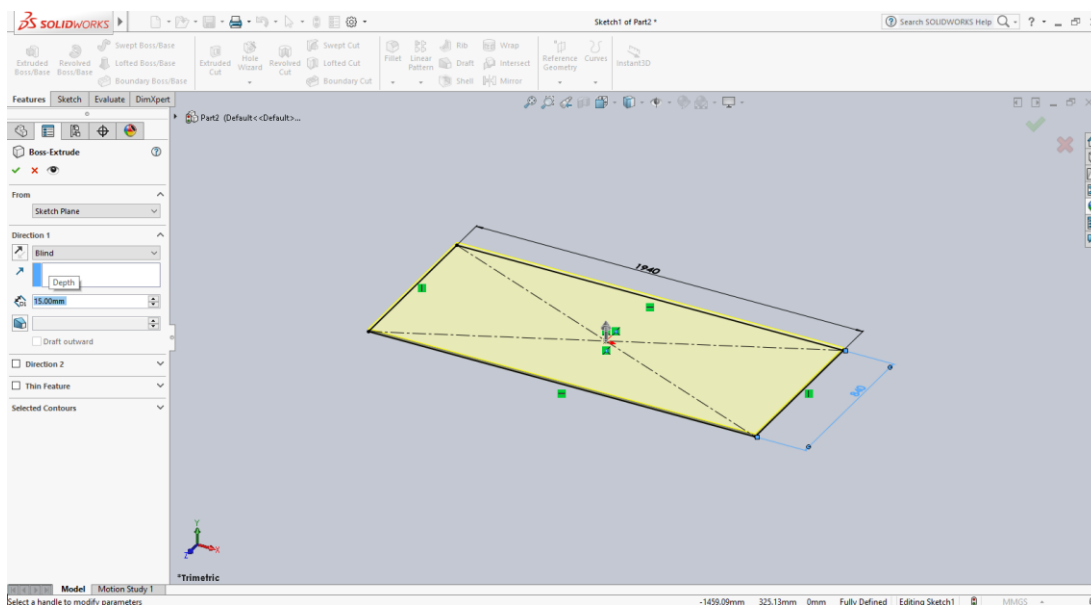 SOLIDWORKS
Sketch1 of Part2 *
Search SOLIDWORKS Help
Extruded Boss/Base
Revolved Boss/Base
Swept Boss/Base
Lofted Boss/Base
Boundary Boss/Base
Extruded Cut
Hole Wizard
Revolved Cut
Swept Cut
Lofted Cut
Boundary Cut
Fillet
Linear Pattern
Rib
Draft
Shell
Wrap
Intersect
Mirror
Reference Geometry
Curves
Instant3D
Features Sketch Evaluate DimXpert
Part2 (Default<<Default>...
Boss-Extrude
From
Sketch Plane
Direction 1
Blind
Depth
15.00mm
Draft outward
Direction 2
Thin Feature
Selected Contours
1940
Y
X
Z
*Trimetric
Model Motion Study 1
Select a handle to modify parameters
-1459.09mm 325.13mm 0mm Fully Defined Editing Sketch1 MMGS